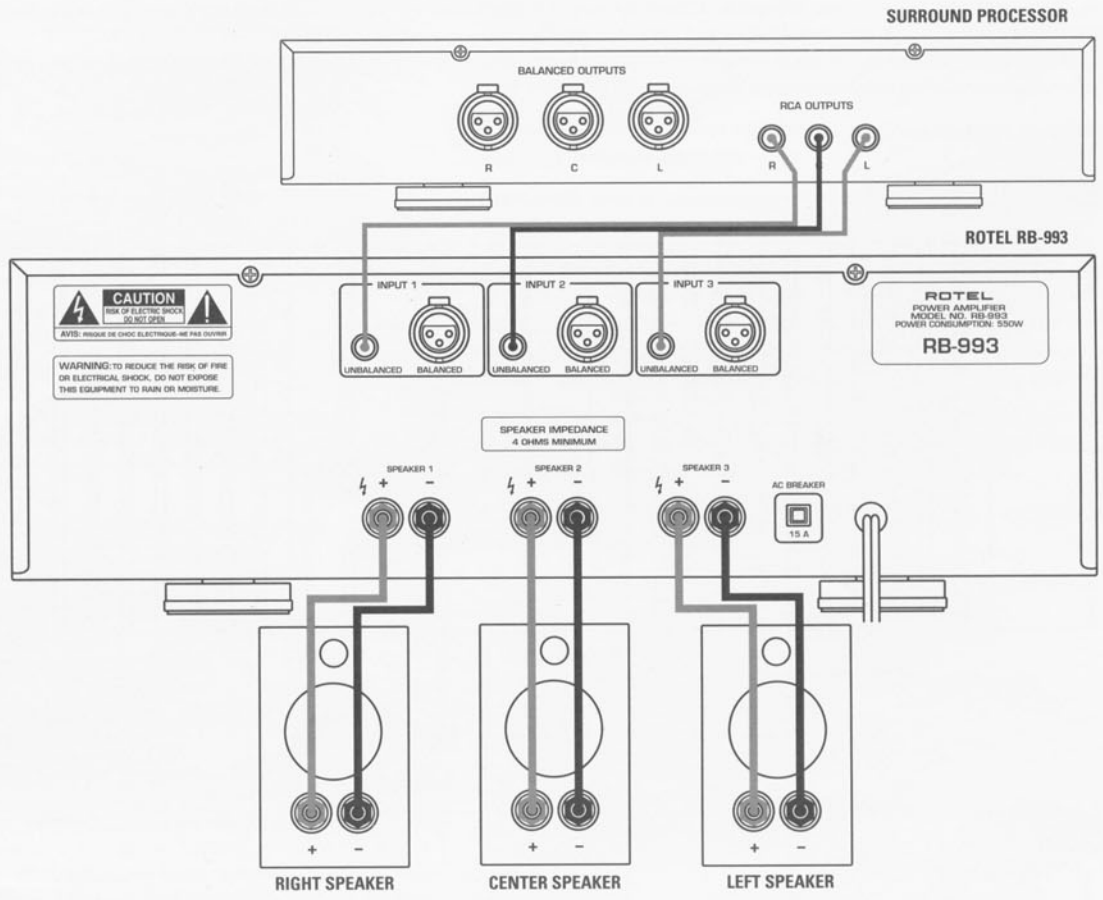 SURROUND PROCESSOR
BALANCED OUTPUTS
RCA OUTPUTS
R C L
R C L
ROTEL RB-993
CAUTION
RISK OF ELECTRIC SHOCK
DO NOT OPEN
AVIS: RISQUE DE CHOC ELECTRIQUE-NE PAS OUVRIR
WARNING: TO REDUCE THE RISK OF FIRE
OR ELECTRICAL SHOCK, DO NOT EXPOSE
THIS EQUIPMENT TO RAIN OR MOISTURE.
INPUT 1
UNBALANCED BALANCED
INPUT 2
UNBALANCED BALANCED
INPUT 3
UNBALANCED BALANCED
ROTEL
POWER AMPLIFIER
MODEL NO. RB-993
POWER CONSUMPTION: 550W
RB-993
SPEAKER IMPEDANCE
4 OHMS MINIMUM
SPEAKER 1
+ −
SPEAKER 2
+ −
SPEAKER 3
+ −
AC BREAKER
15 A
+ −
RIGHT SPEAKER
+ −
CENTER SPEAKER
+ −
LEFT SPEAKER